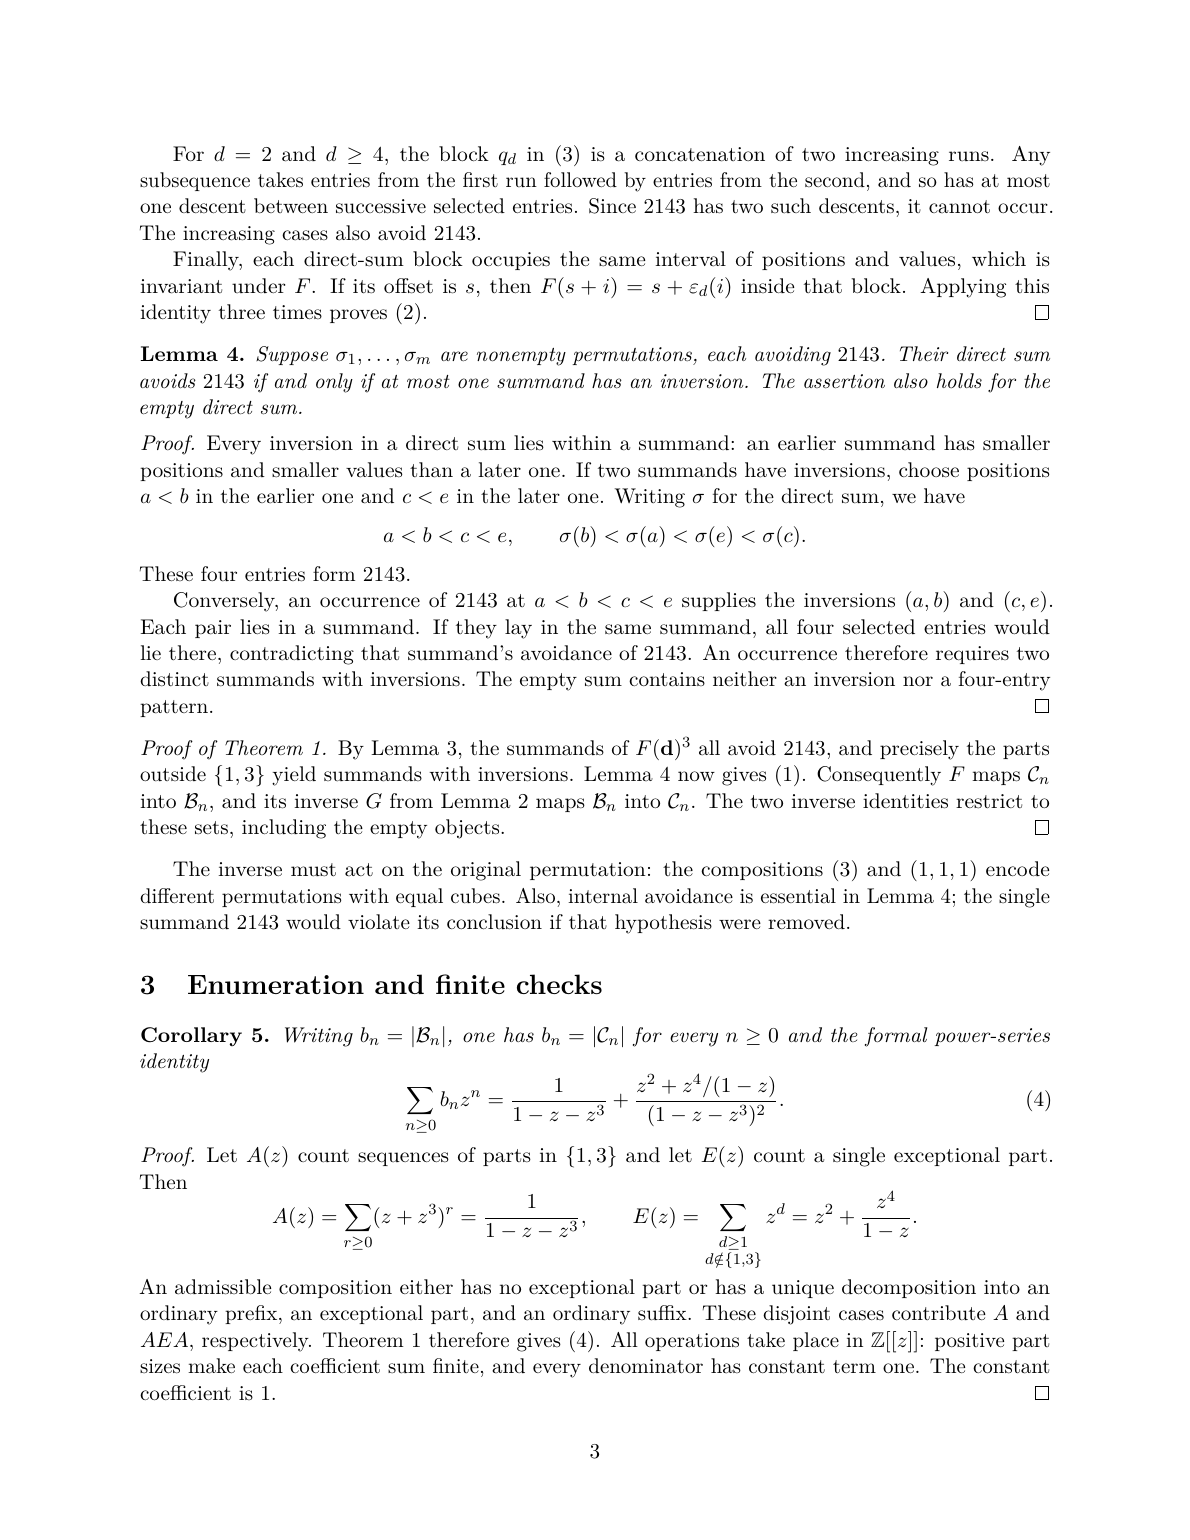 For d = 2 and d ≥ 4, the block q_d in (3) is a concatenation of two increasing runs. Any
subsequence takes entries from the first run followed by entries from the second, and so has at most
one descent between successive selected entries. Since 2143 has two such descents, it cannot occur.
The increasing cases also avoid 2143.
Finally, each direct-sum block occupies the same interval of positions and values, which is
invariant under F. If its offset is s, then F(s + i) = s + ε_d(i) inside that block. Applying this
identity three times proves (2). □
Lemma 4. Suppose σ_1, . . . , σ_m are nonempty permutations, each avoiding 2143. Their direct sum
avoids 2143 if and only if at most one summand has an inversion. The assertion also holds for the
empty direct sum.
Proof. Every inversion in a direct sum lies within a summand: an earlier summand has smaller
positions and smaller values than a later one. If two summands have inversions, choose positions
a < b in the earlier one and c < e in the later one. Writing σ for the direct sum, we have
a < b < c < e, σ(b) < σ(a) < σ(e) < σ(c).
These four entries form 2143.
Conversely, an occurrence of 2143 at a < b < c < e supplies the inversions (a, b) and (c, e).
Each pair lies in a summand. If they lay in the same summand, all four selected entries would
lie there, contradicting that summand's avoidance of 2143. An occurrence therefore requires two
distinct summands with inversions. The empty sum contains neither an inversion nor a four-entry
pattern. □
Proof of Theorem 1. By Lemma 3, the summands of F(𝐝)^3 all avoid 2143, and precisely the parts
outside {1, 3} yield summands with inversions. Lemma 4 now gives (1). Consequently F maps 𝒞_n
into ℬ_n, and its inverse G from Lemma 2 maps ℬ_n into 𝒞_n. The two inverse identities restrict to
these sets, including the empty objects. □
The inverse must act on the original permutation: the compositions (3) and (1, 1, 1) encode
different permutations with equal cubes. Also, internal avoidance is essential in Lemma 4; the single
summand 2143 would violate its conclusion if that hypothesis were removed.
3 Enumeration and finite checks
Corollary 5. Writing b_n = |ℬ_n|, one has b_n = |𝒞_n| for every n ≥ 0 and the formal power-series
identity
∑_{n≥0} b_n z^n = 1/(1 − z − z^3) + (z^2 + z^4/(1 − z))/(1 − z − z^3)^2. (4)
Proof. Let A(z) count sequences of parts in {1, 3} and let E(z) count a single exceptional part.
Then
A(z) = ∑_{r≥0} (z + z^3)^r = 1/(1 − z − z^3), E(z) = ∑_{d≥1, d∉{1,3}} z^d = z^2 + z^4/(1 − z).
An admissible composition either has no exceptional part or has a unique decomposition into an
ordinary prefix, an exceptional part, and an ordinary suffix. These disjoint cases contribute A and
AEA, respectively. Theorem 1 therefore gives (4). All operations take place in ℤ[[z]]: positive part
sizes make each coefficient sum finite, and every denominator has constant term one. The constant
coefficient is 1. □
3